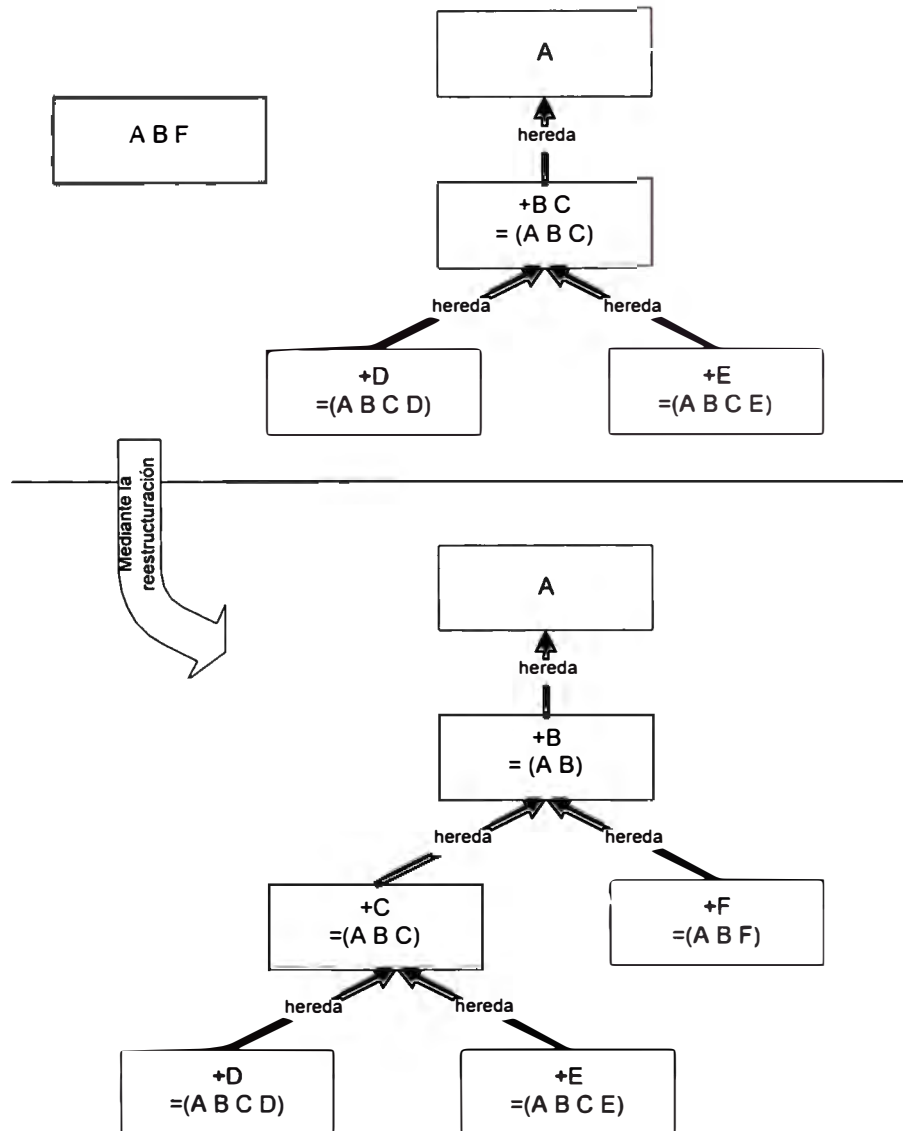 A
A B F
hereda
+B C
= (A B C)
hereda
hereda
+D
=(A B C D)
+E
=(A B C E)
Mediante la
reestructuración
A
hereda
+B
= (A B)
hereda
hereda
+C
=(A B C)
+F
=(A B F)
hereda
hereda
+D
=(A B C D)
+E
=(A B C E)